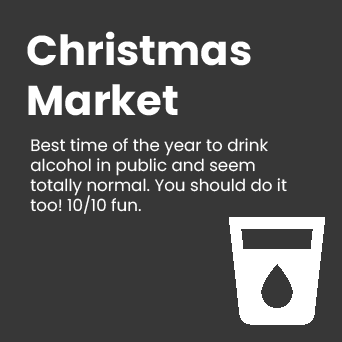 Christmas
Market
Best time of the year to drink
alcohol in public and seem
totally normal. You should do it
too! 10/10 fun.